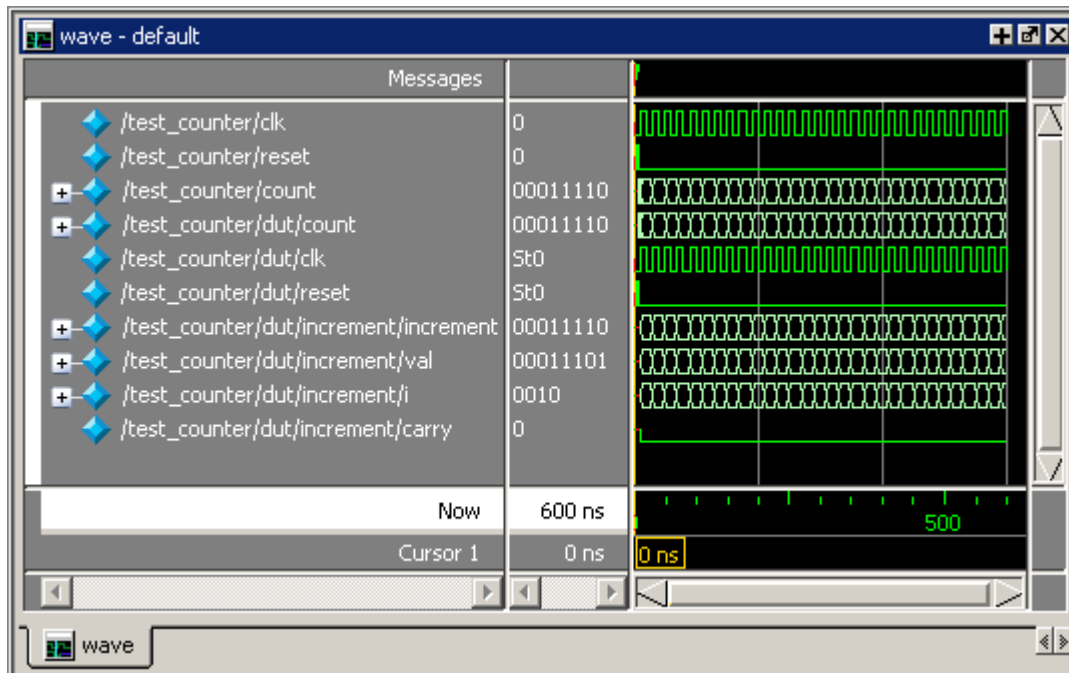 wave - default
Messages
/test_counter/clk 0
/test_counter/reset 0
/test_counter/count 00011110
/test_counter/dut/count 00011110
/test_counter/dut/clk St0
/test_counter/dut/reset St0
/test_counter/dut/increment/increment 00011110
/test_counter/dut/increment/val 00011101
/test_counter/dut/increment/i 0010
/test_counter/dut/increment/carry 0
Now 600 ns 500
Cursor 1 0 ns 0 ns
wave